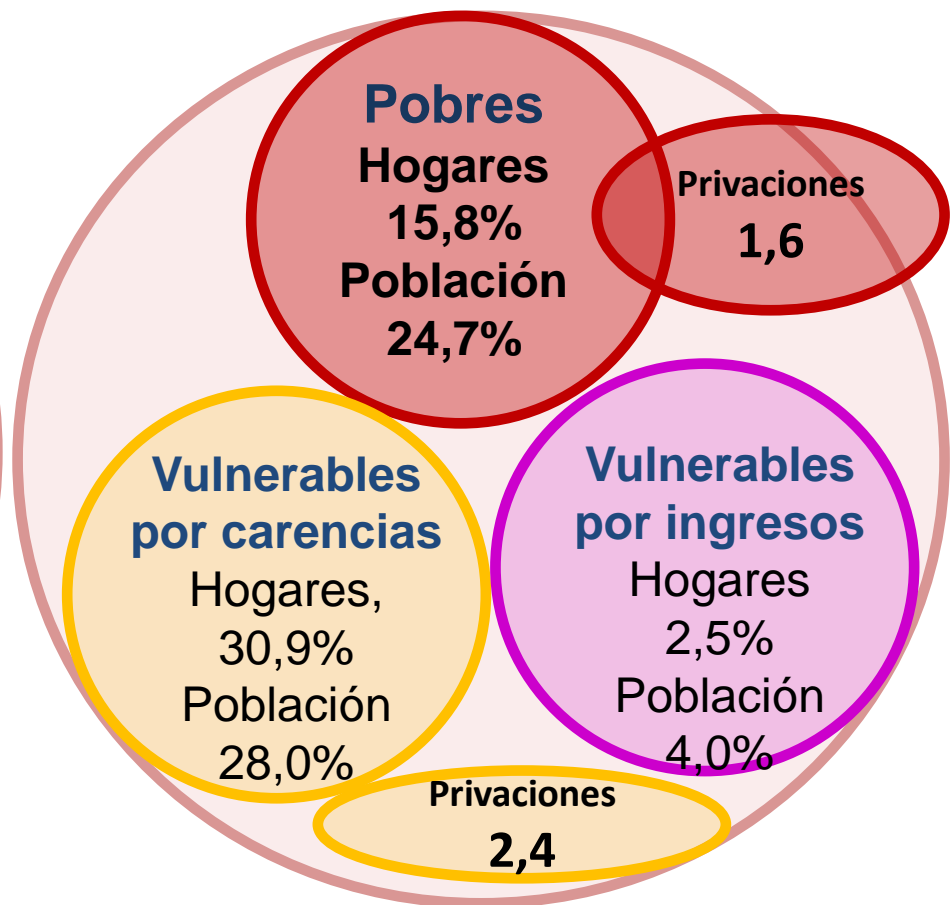 Pobres
Hogares
15,8%
Población
24,7%
Privaciones
1,6
Vulnerables
por carencias
Hogares,
30,9%
Población
28,0%
Vulnerables
por ingresos
Hogares
2,5%
Población
4,0%
Privaciones
2,4